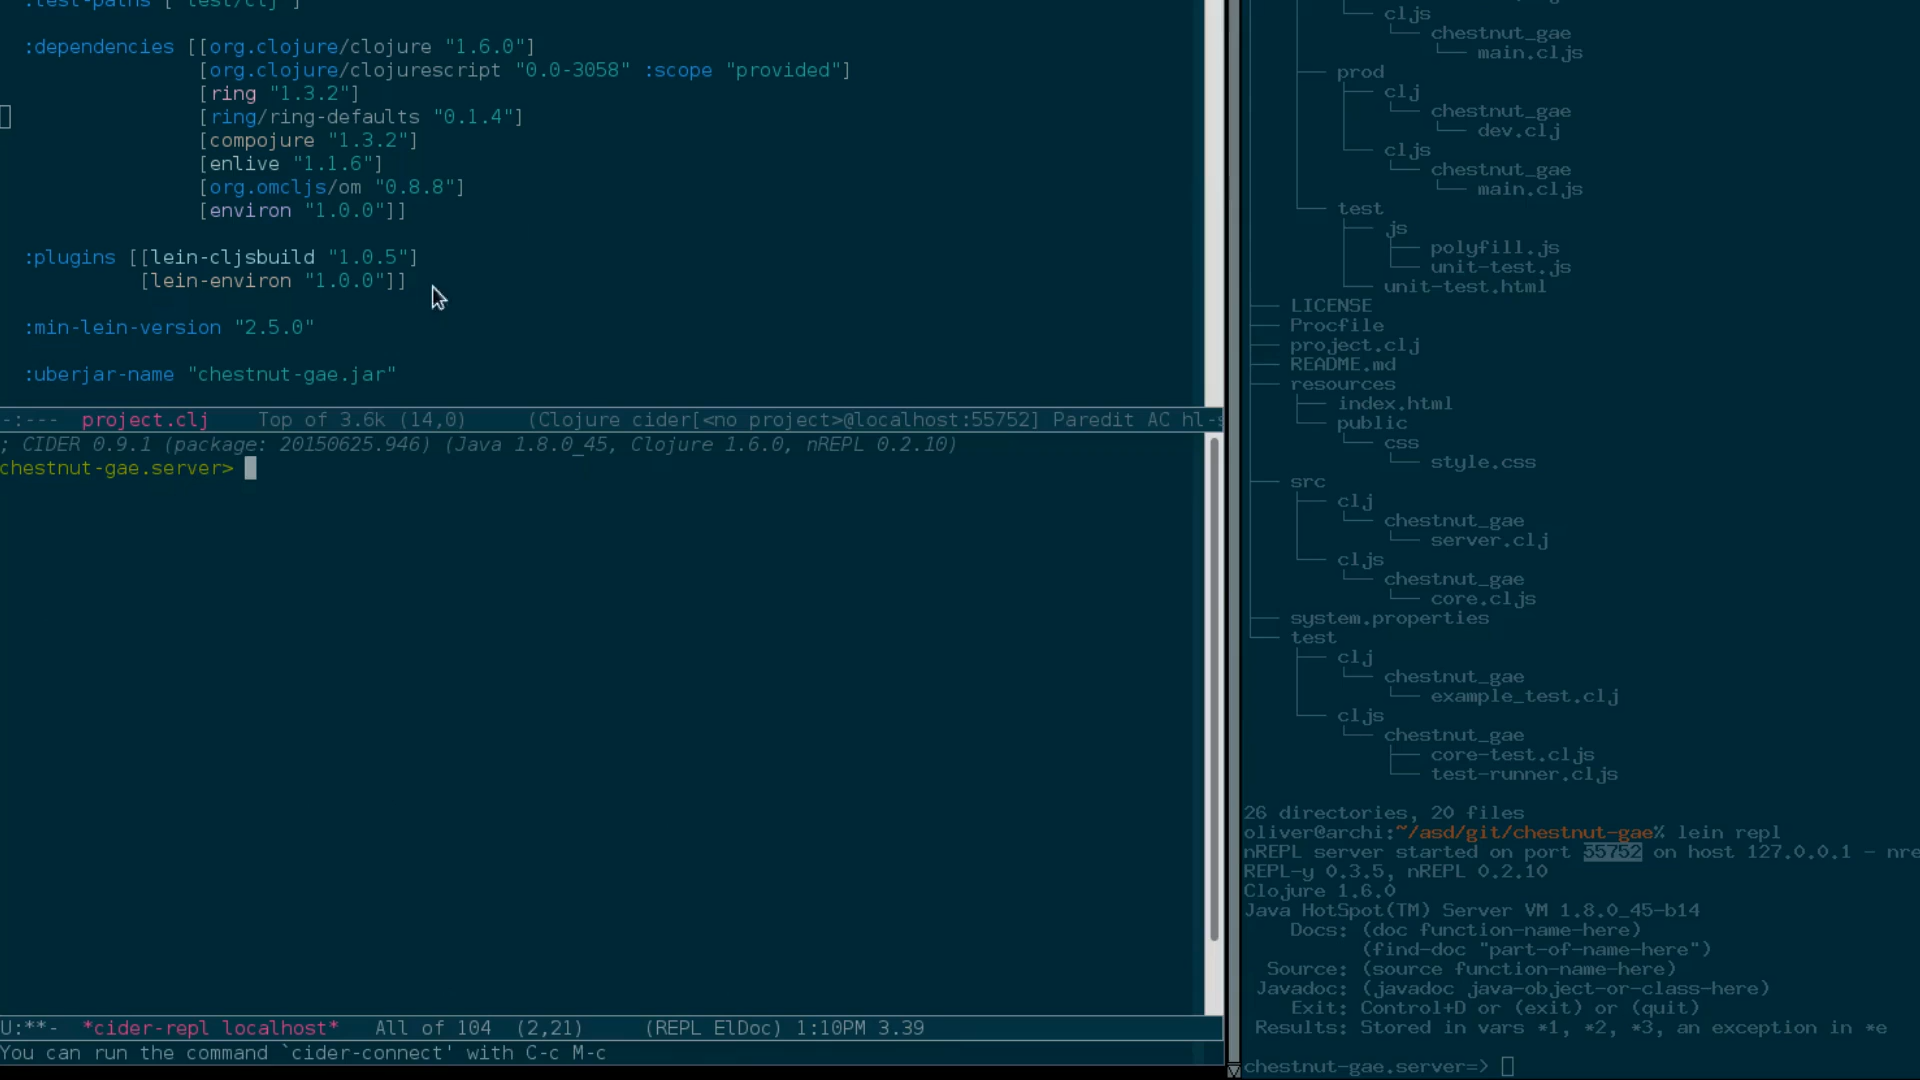 :test-paths ["test/clj"]
:dependencies [[org.clojure/clojure "1.6.0"]
[org.clojure/clojurescript "0.0-3058" :scope "provided"]
[ring "1.3.2"]
[ring/ring-defaults "0.1.4"]
[compojure "1.3.2"]
[enlive "1.1.6"]
[org.omcljs/om "0.8.8"]
[environ "1.0.0"]]
:plugins [[lein-cljsbuild "1.0.5"]
[lein-environ "1.0.0"]]
:min-lein-version "2.5.0"
:uberjar-name "chestnut-gae.jar"
-:--- project.clj Top of 3.6k (14,0) (Clojure cider[<no project>@localhost:55752] Paredit AC hl-s
; CIDER 0.9.1 (package: 20150625.946) (Java 1.8.0_45, Clojure 1.6.0, nREPL 0.2.10)
chestnut-gae.server>
U:**- *cider-repl localhost* All of 104 (2,21) (REPL ElDoc) 1:10PM 3.39
You can run the command `cider-connect' with C-c M-c
cljs
chestnut_gae
main.cljs
prod
clj
chestnut_gae
dev.clj
cljs
chestnut_gae
main.cljs
test
js
polyfill.js
unit-test.js
unit-test.html
LICENSE
Procfile
project.clj
README.md
resources
index.html
public
css
style.css
src
clj
chestnut_gae
server.clj
cljs
chestnut_gae
core.cljs
system.properties
test
clj
chestnut_gae
example_test.clj
cljs
chestnut_gae
core-test.cljs
test-runner.cljs
26 directories, 20 files
oliver@archi:~/asd/git/chestnut-gae% lein repl
nREPL server started on port 55752 on host 127.0.0.1 - nre
REPL-y 0.3.5, nREPL 0.2.10
Clojure 1.6.0
Java HotSpot(TM) Server VM 1.8.0_45-b14
Docs: (doc function-name-here)
(find-doc "part-of-name-here")
Source: (source function-name-here)
Javadoc: (javadoc java-object-or-class-here)
Exit: Control+D or (exit) or (quit)
Results: Stored in vars *1, *2, *3, an exception in *e
chestnut-gae.server=>